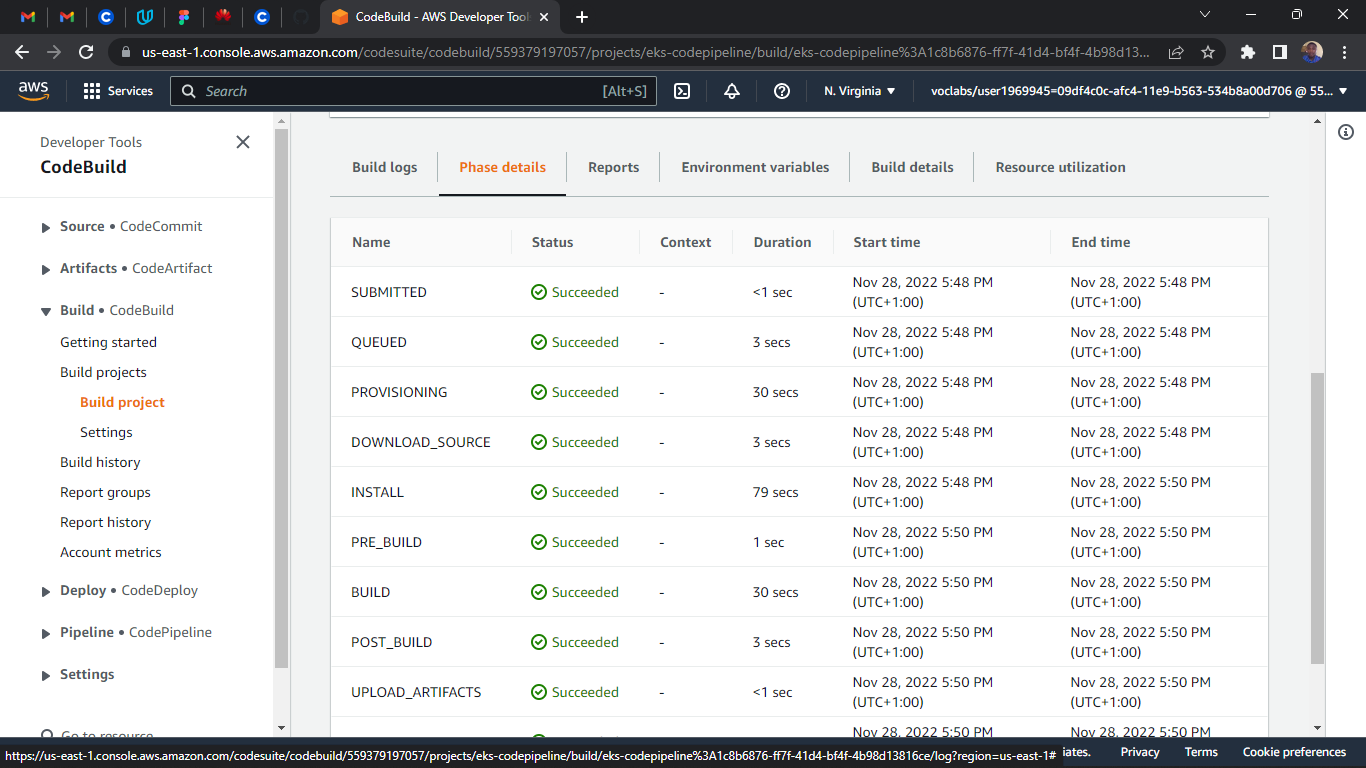 CodeBuild - AWS Developer Tool
us-east-1.console.aws.amazon.com/codesuite/codebuild/559379197057/projects/eks-codepipeline/build/eks-codepipeline%3A1c8b6876-ff7f-41d4-bf4f-4b98d13...
aws
Services
Search
[Alt+S]
N. Virginia
voclabs/user1969945=09df4c0c-afc4-11e9-b563-534b8a00d706 @ 55...
Developer Tools
CodeBuild
Source • CodeCommit
Artifacts • CodeArtifact
Build • CodeBuild
Getting started
Build projects
Build project
Settings
Build history
Report groups
Report history
Account metrics
Deploy • CodeDeploy
Pipeline • CodePipeline
Settings
Go to resource
Build logs
Phase details
Reports
Environment variables
Build details
Resource utilization
Name Status Context Duration Start time End time
SUBMITTED Succeeded - <1 sec Nov 28, 2022 5:48 PM (UTC+1:00) Nov 28, 2022 5:48 PM (UTC+1:00)
QUEUED Succeeded - 3 secs Nov 28, 2022 5:48 PM (UTC+1:00) Nov 28, 2022 5:48 PM (UTC+1:00)
PROVISIONING Succeeded - 30 secs Nov 28, 2022 5:48 PM (UTC+1:00) Nov 28, 2022 5:48 PM (UTC+1:00)
DOWNLOAD_SOURCE Succeeded - 3 secs Nov 28, 2022 5:48 PM (UTC+1:00) Nov 28, 2022 5:48 PM (UTC+1:00)
INSTALL Succeeded - 79 secs Nov 28, 2022 5:48 PM (UTC+1:00) Nov 28, 2022 5:50 PM (UTC+1:00)
PRE_BUILD Succeeded - 1 sec Nov 28, 2022 5:50 PM (UTC+1:00) Nov 28, 2022 5:50 PM (UTC+1:00)
BUILD Succeeded - 30 secs Nov 28, 2022 5:50 PM (UTC+1:00) Nov 28, 2022 5:50 PM (UTC+1:00)
POST_BUILD Succeeded - 3 secs Nov 28, 2022 5:50 PM (UTC+1:00) Nov 28, 2022 5:50 PM (UTC+1:00)
UPLOAD_ARTIFACTS Succeeded - <1 sec Nov 28, 2022 5:50 PM (UTC+1:00) Nov 28, 2022 5:50 PM (UTC+1:00)
Nov 28, 2022 5:50 PM Nov 28, 2022 5:50 PM
https://us-east-1.console.aws.amazon.com/codesuite/codebuild/559379197057/projects/eks-codepipeline/build/eks-codepipeline%3A1c8b6876-ff7f-41d4-bf4f-4b98d13816ce/log?region=us-east-1#
iates.
Privacy
Terms
Cookie preferences